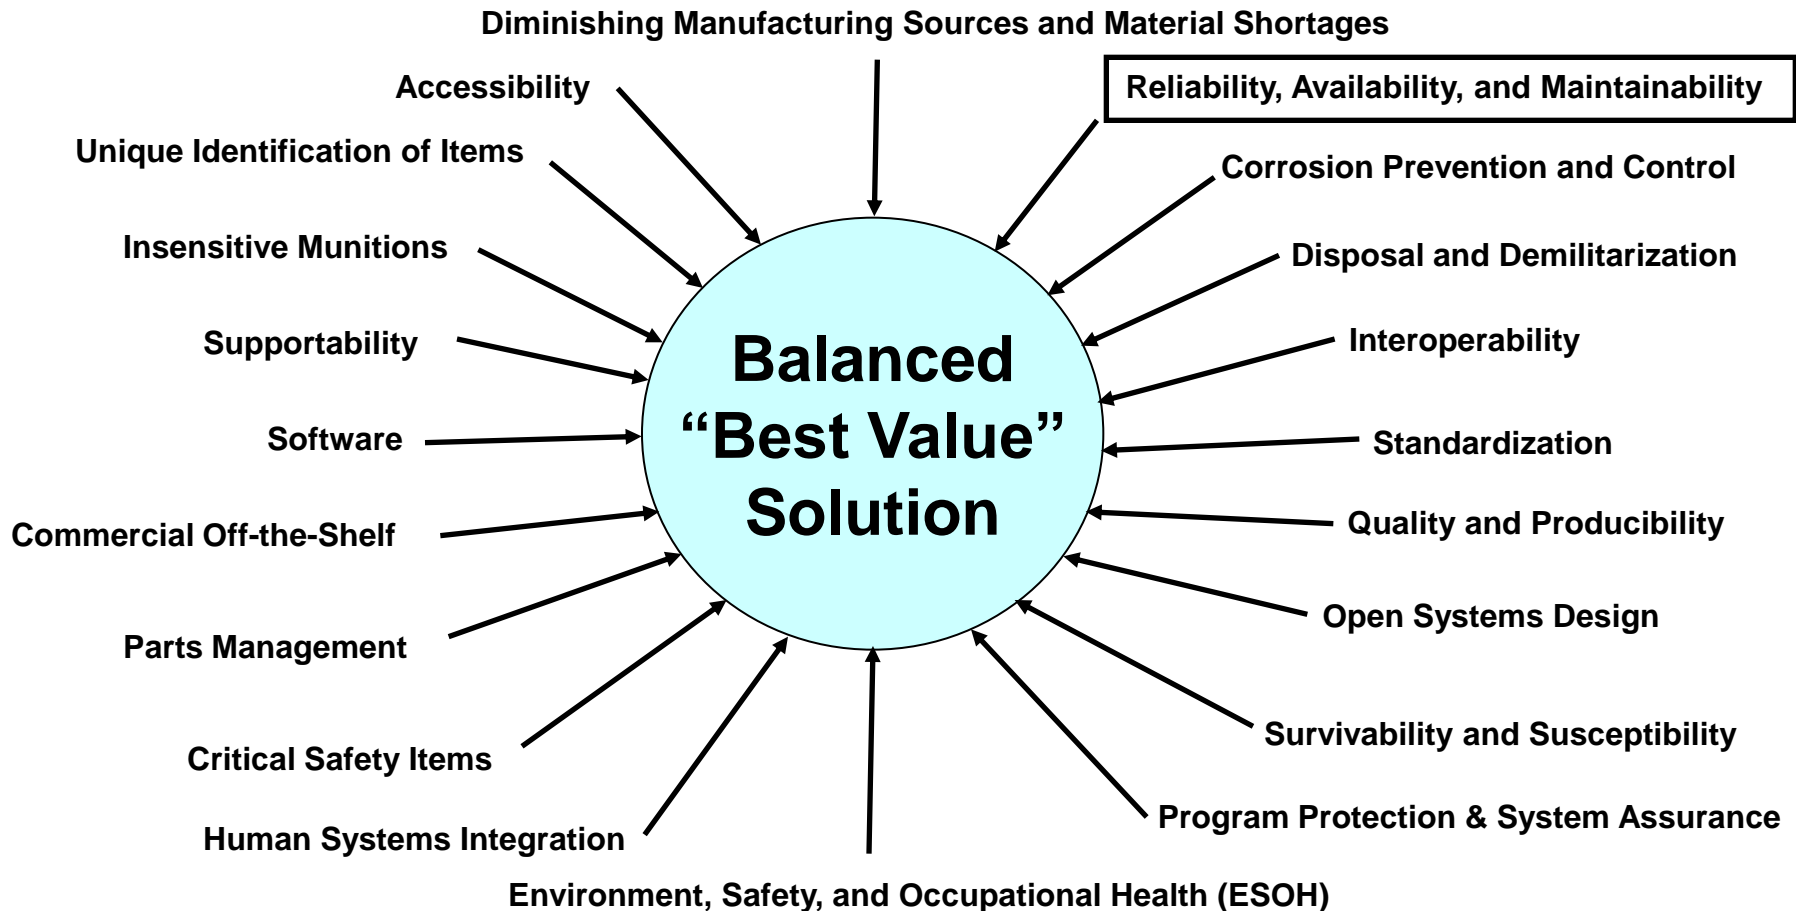 Diminishing Manufacturing Sources and Material Shortages
Accessibility
Reliability, Availability, and Maintainability
Unique Identification of Items
Corrosion Prevention and Control
Insensitive Munitions
Disposal and Demilitarization
Supportability
Interoperability
Balanced
“Best Value”
Solution
Software
Standardization
Commercial Off-the-Shelf
Quality and Producibility
Parts Management
Open Systems Design
Critical Safety Items
Survivability and Susceptibility
Human Systems Integration
Program Protection & System Assurance
Environment, Safety, and Occupational Health (ESOH)